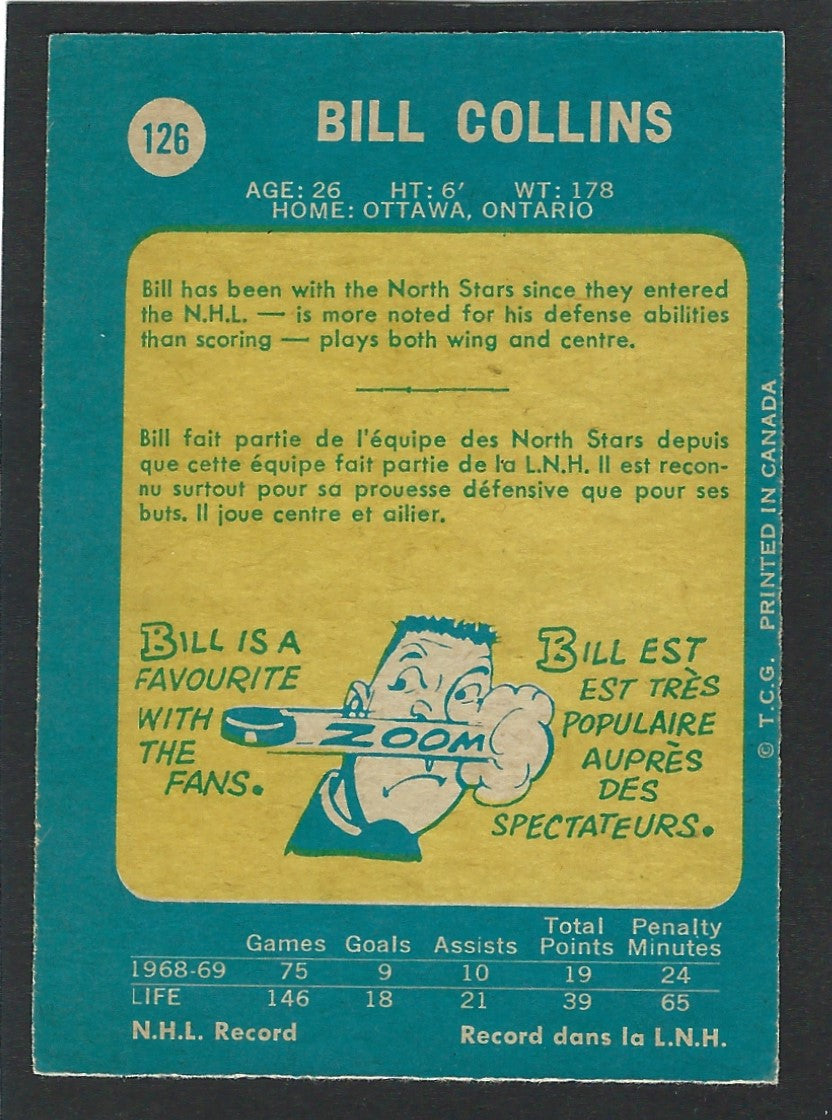 126
BILL COLLINS
AGE: 26 HT: 6' WT: 178
HOME: OTTAWA, ONTARIO
Bill has been with the North Stars since they entered
the N.H.L. — is more noted for his defense abilities
than scoring — plays both wing and centre.
Bill fait partie de l'équipe des North Stars depuis
que cette équipe fait partie de la L.N.H. Il est recon-
nu surtout pour sa prouesse défensive que pour ses
buts. Il joue centre et ailier.
BILL IS A
FAVOURITE
WITH
THE
FANS.
ZOOM
BILL EST
EST TRÈS
POPULAIRE
AUPRÈS
DES
SPECTATEURS.
© T.C.G. PRINTED IN CANADA
Games Goals Assists Total Points Penalty Minutes
1968-69 75 9 10 19 24
LIFE 146 18 21 39 65
N.H.L. Record Record dans la L.N.H.